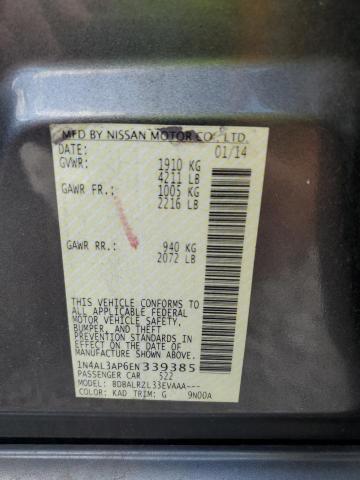 MFD BY NISSAN MOTOR CO., LTD.
DATE: 01/14
GVWR: 1910 KG
4211 LB
GAWR FR.: 1005 KG
2216 LB
GAWR RR.: 940 KG
2072 LB
THIS VEHICLE CONFORMS TO
ALL APPLICABLE FEDERAL
MOTOR VEHICLE SAFETY,
BUMPER, AND THEFT
PREVENTION STANDARDS
IN EFFECT ON THE DATE OF
MANUFACTURE SHOWN ABOVE.
1N4AL3AP6EN339385
PASSENGER CAR 522
MODEL: BDBALRZL33EVAAA---
COLOR: KAD TRIM: G 9N00A